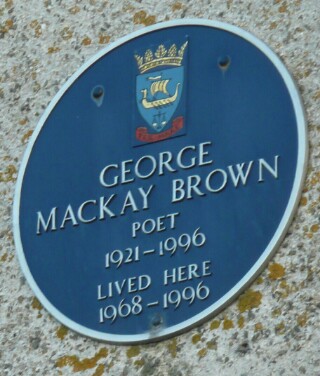 GEORGE
MACKAY BROWN
POET
1921–1996
LIVED HERE
1968–1996